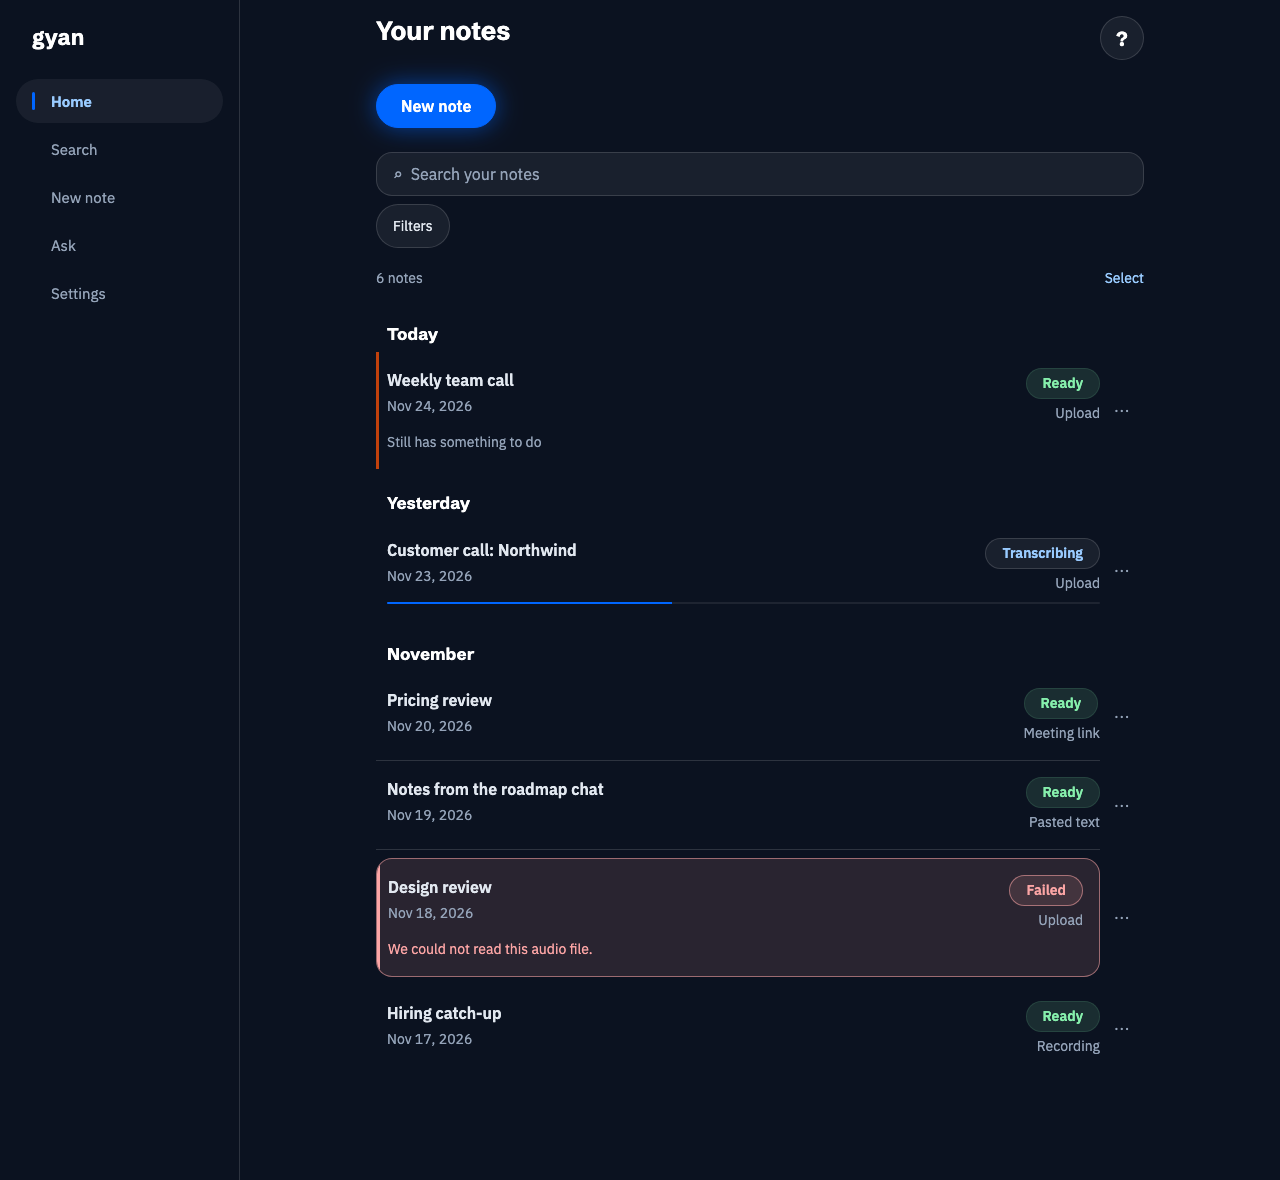 gyan
Home
Search
New note
Ask
Settings
Your notes
?
New note
Search your notes
Filters
6 notes
Select
Today
Weekly team call
Ready
Nov 24, 2026
Upload
...
Still has something to do
Yesterday
Customer call: Northwind
Transcribing
Nov 23, 2026
Upload
...
November
Pricing review
Ready
Nov 20, 2026
Meeting link
...
Notes from the roadmap chat
Ready
Nov 19, 2026
Pasted text
...
Design review
Failed
Nov 18, 2026
Upload
...
We could not read this audio file.
Hiring catch-up
Ready
Nov 17, 2026
Recording
...